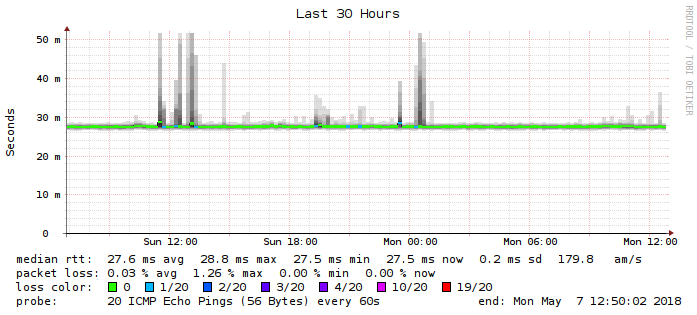 Last 30 Hours
RRDTOOL / TOBI OETIKER
Seconds
50 m
40 m
30 m
20 m
10 m
0
Sun 12:00 Sun 18:00 Mon 00:00 Mon 06:00 Mon 12:00
median rtt: 27.6 ms avg 28.8 ms max 27.5 ms min 27.5 ms now 0.2 ms sd 179.8 am/s
packet loss: 0.03 % avg 1.26 % max 0.00 % min 0.00 % now
loss color: 0 1/20 2/20 3/20 4/20 10/20 19/20
probe: 20 ICMP Echo Pings (56 Bytes) every 60s end: Mon May 7 12:50:02 2018